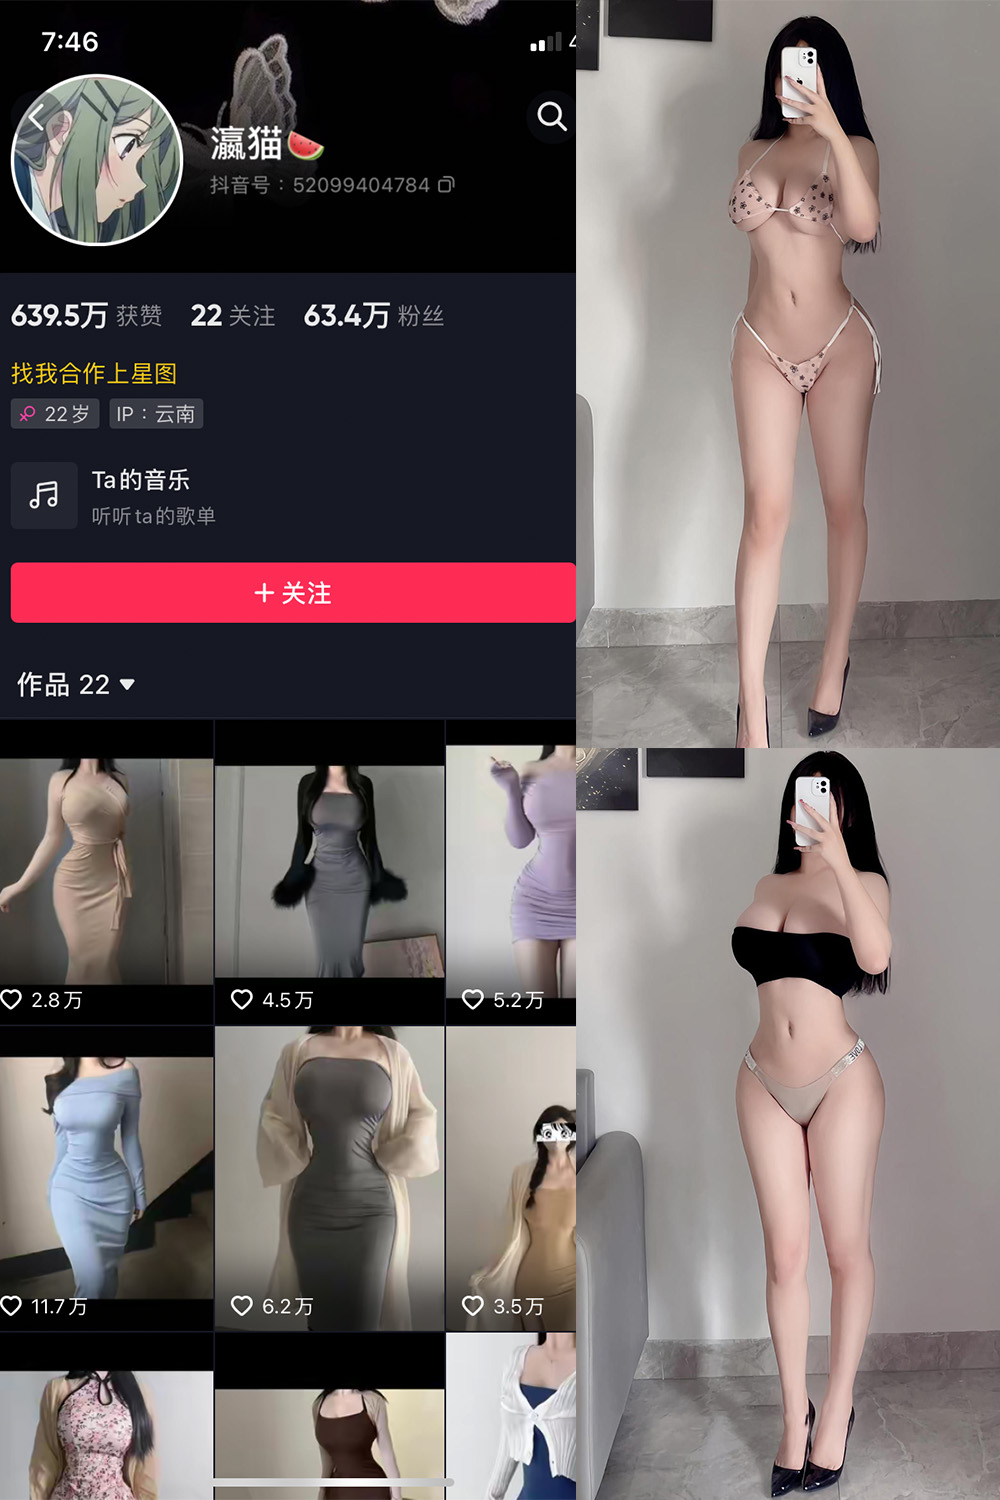 7:46
瀛猫🍉
抖音号：52099404784
639.5万 获赞 22 关注 63.4万 粉丝
找我合作上星图
22岁 IP：云南
Ta的音乐
听听ta的歌单
+ 关注
作品 22
2.8万 4.5万 5.2万
11.7万 6.2万 3.5万